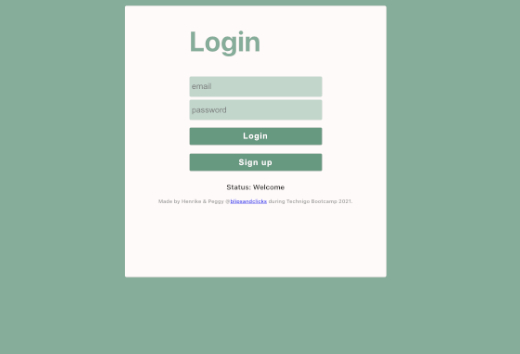 Login
email
password
Login
Sign up
Status: Welcome
Made by Henrike & Peggy @blissandclicks during Technigo Bootcamp 2021